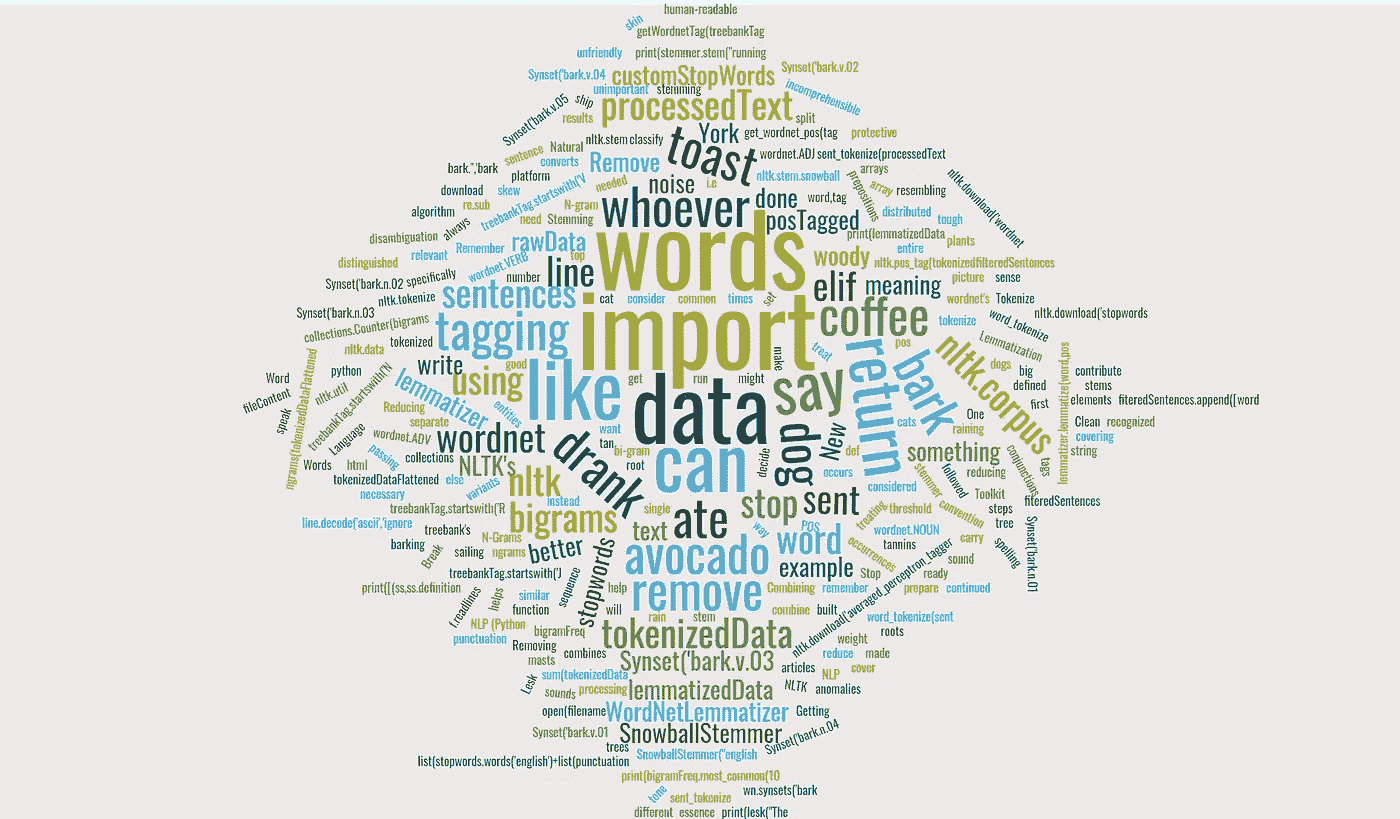 human-readable
skin
getWordnetTag(treebankTag
unfriendly
print(stemmer.stem("running
Synset('bark.v.04
customStopWords
Synset('bark.v.02
unimportant
stemming
incomprehensible
Synset('bark.v.05
ship
processedText
results
split
York
get_wordnet_pos(tag
protective
nltk.stem
classify
toast
sentence
Natural
wordnet.ADJ
sent_tokenize(processedText
bark.",'bark
converts
Remove
arrays
platform
nltk.stem.snowball
nltk.download('wordnet
download
skew
treebankTag.startswith('V
needed
noise
i.e
prepositions
array
resembling
re.sub
N-gram
whoever
done
word,tag
algorithm
need
Stemming
posTagged
distributed
tough
always
words
print(lemmatizedData
plants
disambiguation
relevant
Remember
rawData
top
entire
distinguished
wordnet.VERB
woody
nltk.pos_tag(tokenizedfilteredSentences
Synset('bark.n.02
specifically
number
line
elif
meaning
picture
sense
nltk.tokenize
sentences
cat
consider
common
times
set
wordnet's
Tokenize
Synset('bark.n.03
import
coffee
word_tokenize
nltk.download('stopwords
collections.Counter(bigrams
tagging
tokenize
Lemmatization
tokenized
nltk.data
make
treat
return
pos
nltk.corpus
lemmatizer.lemmatize(word,pos
ngrams(tokenizedDataFlattened
python
write
good
like
bark
dogs
big
contribute
Word
nltk.util
treebankTag.startswith('N
lemmatizer
using
get
run
might
say
defined
stems
fileContent
data
first
elements
fiteredSentences.append([word
speak
Reducing
entities
One
separate
cats
Clean
recognized
Language
wordnet.ADV
wordnet
drank
want
dog
New
raining
covering
tan
bi-gram
def
something
conjunctions
tags
string
passing
collections
NLTK's
Words
html
root
can
decide
occurs
followed
reducing
tokenizedDataFlattened
else
nltk
stemmer
Toolkit
necessary
variants
instead
considered
fiteredSentences
treebankTag.startswith('R
single
stop
sent
treating
threshold
convention
steps
line.decode('ascii','ignore
bigrams
text
ate
way
POS
wordnet.NOUN
carry
tree
Synset('bark.n.01
treebank's
N-Grams
word
occurrences
tannins
spelling
barking
Break
sailing
ngrams
better
stopwords
avocado
sound
treebankTag.startswith('J
sequence
example
Stop
ready
nltk.download('averaged_perceptron_tagger
print([(ss,ss.definition
helps
similar
help
remove
Combining
remember
prepare
continued
f.readlines
function
will
combine
built
rain
stem
word_tokenize(sent
NLP (Python
bigramFreq
tokenizedData
weight
roots
punctuation
Removing
combines
reduce
made
masts
Synset('bark.v.03
articles
cover
sum(tokenizedData
NLP
Lesk
sounds
processing
lemmatizedData
NLTK
anomalies
open(filename
WordNetLemmatizer
Getting
Synset('bark.v.01
SnowballStemmer
Synset('bark.n.04
trees
SnowballStemmer("english
list(stopwords.words('english')+list(punctuation
print(bigramFreq.most_common(10
tone
sent_tokenize
wn.synsets('bark
different
essence
print(lesk("The